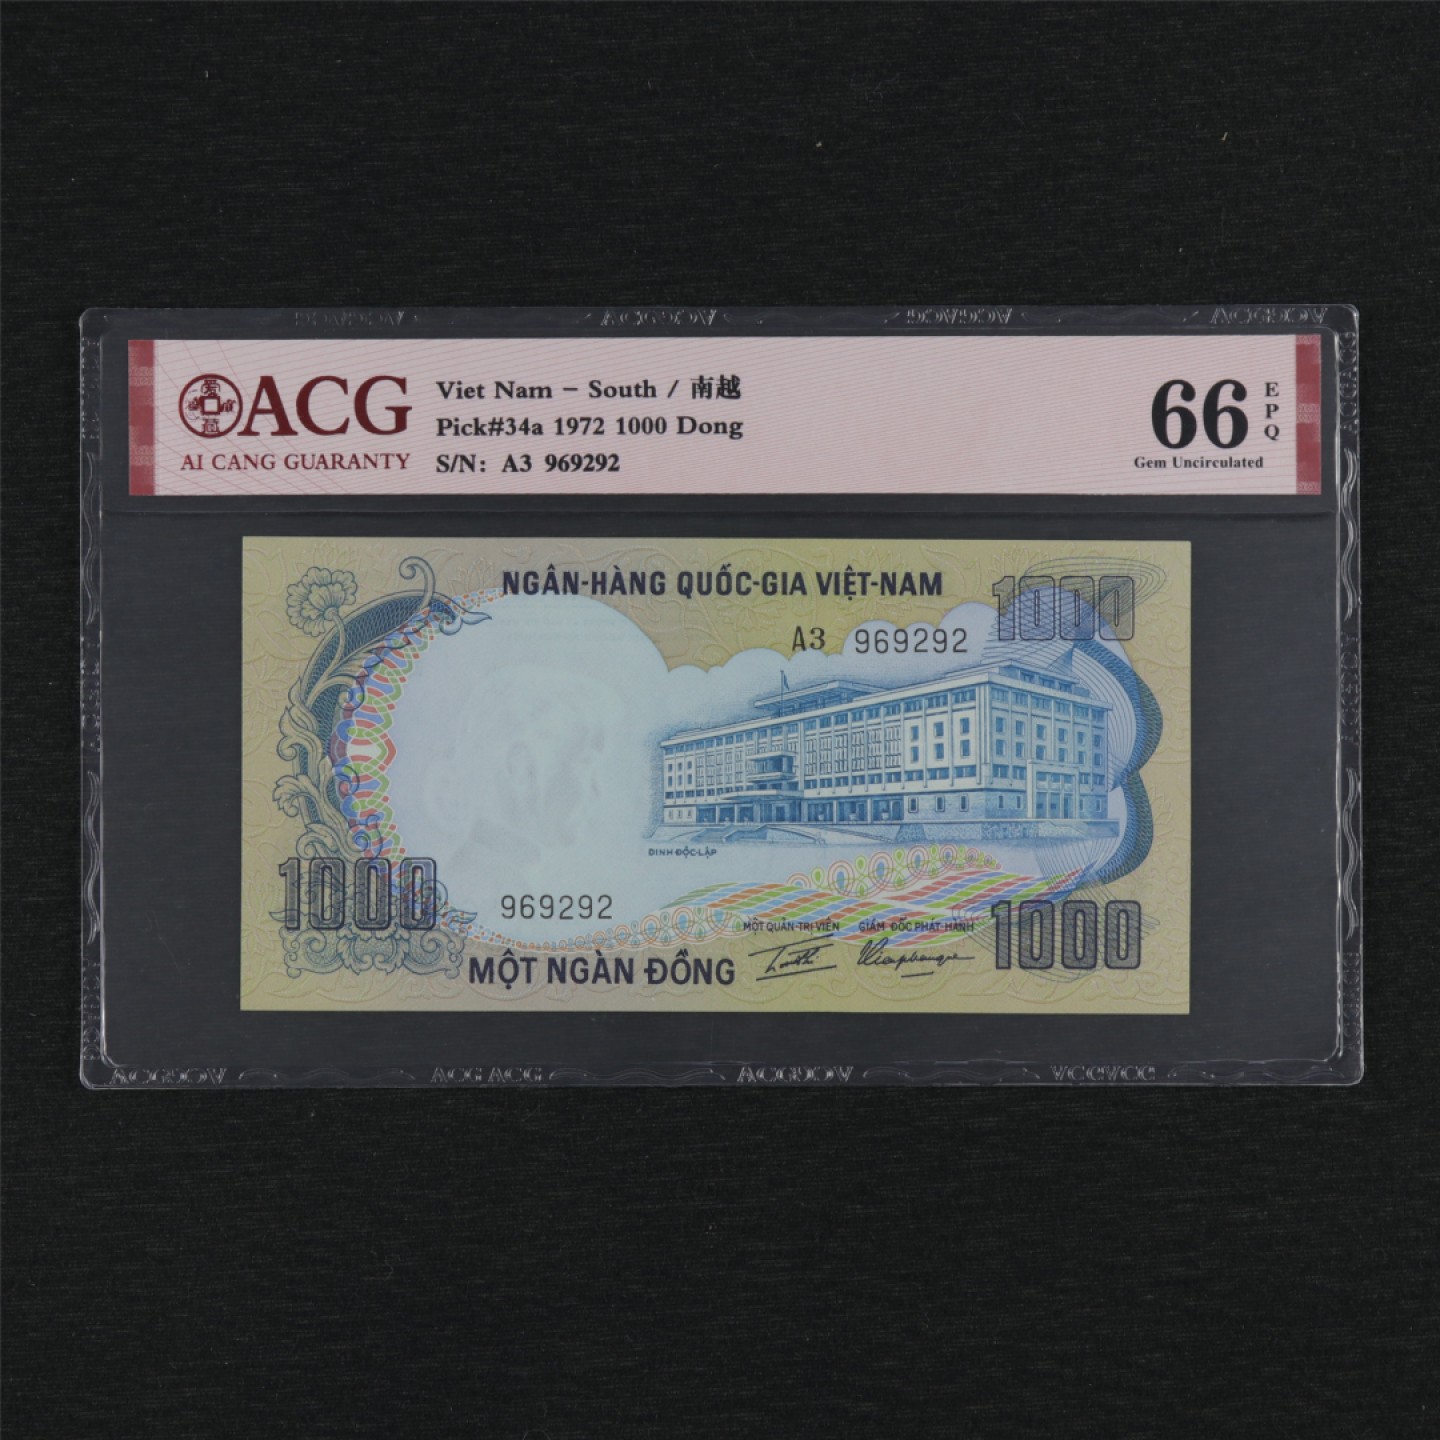 ACG
AI CANG GUARANTY
Viet Nam – South / 南越
Pick#34a 1972 1000 Dong
S/N: A3 969292
66
EPQ
Gem Uncirculated
NGÂN-HÀNG QUỐC-GIA VIỆT-NAM
1000
A3 969292
DINH ĐỘC-LẬP
1000
969292
MỘT QUẢN-TRỊ-VIÊN
GIÁM ĐỐC PHÁT-HÀNH
1000
MỘT NGÀN ĐỒNG